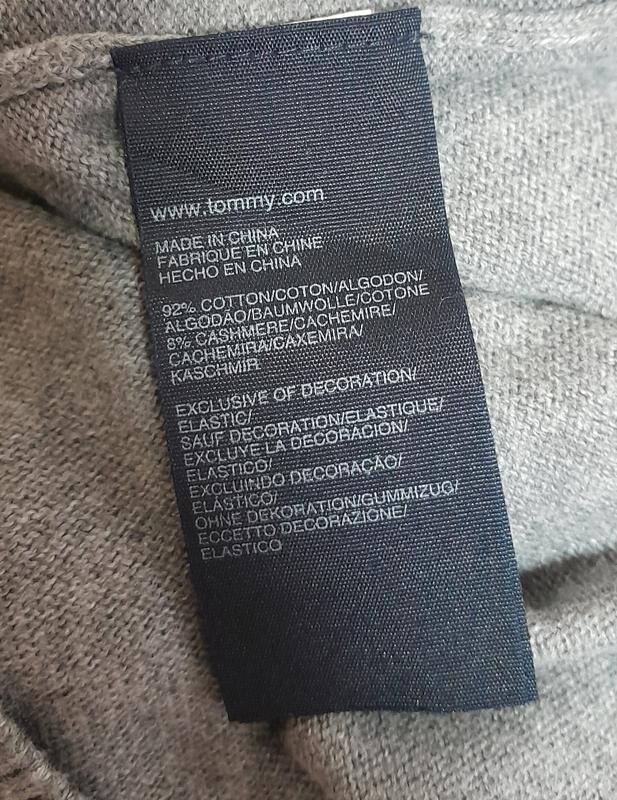 www.tommy.com
MADE IN CHINA
FABRIQUE EN CHINE
HECHO EN CHINA
92% COTTON/COTON/ALGODON/
ALGODÃO/BAUMWOLLE/COTONE
8% CASHMERE/CACHEMIRE/
CACHEMIRA/CAXEMIRA/
KASCHMIR
EXCLUSIVE OF DECORATION/
ELASTIC/
SAUF DECORATION/ELASTIQUE/
EXCLUYE LA DECORACION/
ELASTICO/
EXCLUINDO DECORAÇÃO/
ELASTICO/
OHNE DEKORATION/GUMMIZUG/
ECCETTO DECORAZIONE/
ELASTICO